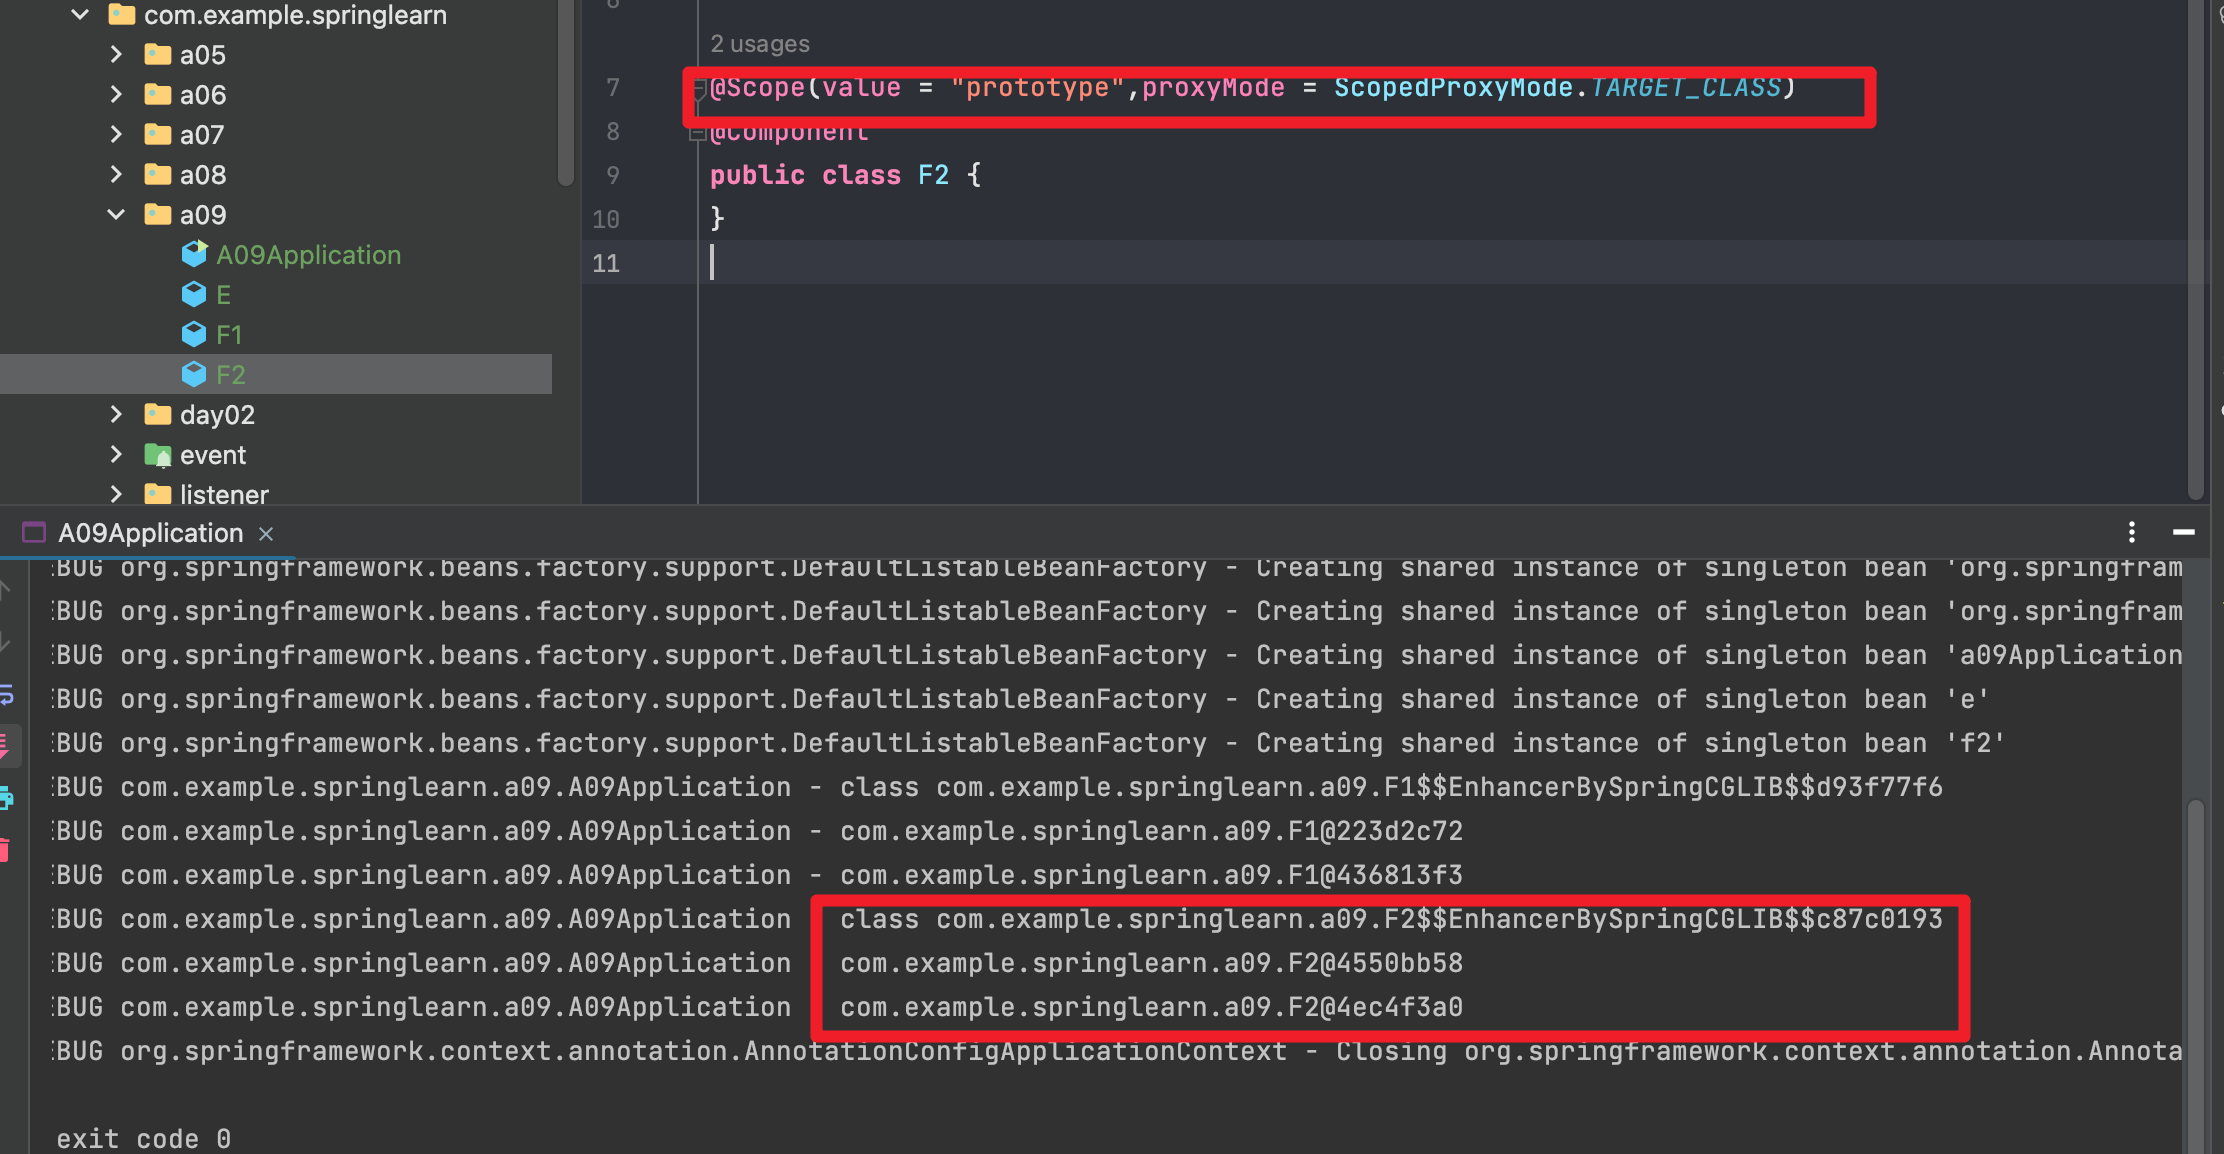 com.example.springlearn
a05
a06
a07
a08
a09
A09Application
E
F1
F2
day02
event
listener
2 usages
7 @Scope(value = "prototype",proxyMode = ScopedProxyMode.TARGET_CLASS)
8 @Component
9 public class F2 {
10 }
11
A09Application
:BUG org.springframework.beans.factory.support.DefaultListableBeanFactory - Creating shared instance of singleton bean 'org.springfram
:BUG org.springframework.beans.factory.support.DefaultListableBeanFactory - Creating shared instance of singleton bean 'org.springfram
:BUG org.springframework.beans.factory.support.DefaultListableBeanFactory - Creating shared instance of singleton bean 'a09Application
:BUG org.springframework.beans.factory.support.DefaultListableBeanFactory - Creating shared instance of singleton bean 'e'
:BUG org.springframework.beans.factory.support.DefaultListableBeanFactory - Creating shared instance of singleton bean 'f2'
:BUG com.example.springlearn.a09.A09Application - class com.example.springlearn.a09.F1$$EnhancerBySpringCGLIB$$d93f77f6
:BUG com.example.springlearn.a09.A09Application - com.example.springlearn.a09.F1@223d2c72
:BUG com.example.springlearn.a09.A09Application - com.example.springlearn.a09.F1@436813f3
:BUG com.example.springlearn.a09.A09Application class com.example.springlearn.a09.F2$$EnhancerBySpringCGLIB$$c87c0193
:BUG com.example.springlearn.a09.A09Application com.example.springlearn.a09.F2@4550bb58
:BUG com.example.springlearn.a09.A09Application com.example.springlearn.a09.F2@4ec4f3a0
:BUG org.springframework.context.annotation.AnnotationConfigApplicationContext - Closing org.springframework.context.annotation.Annota
exit code 0